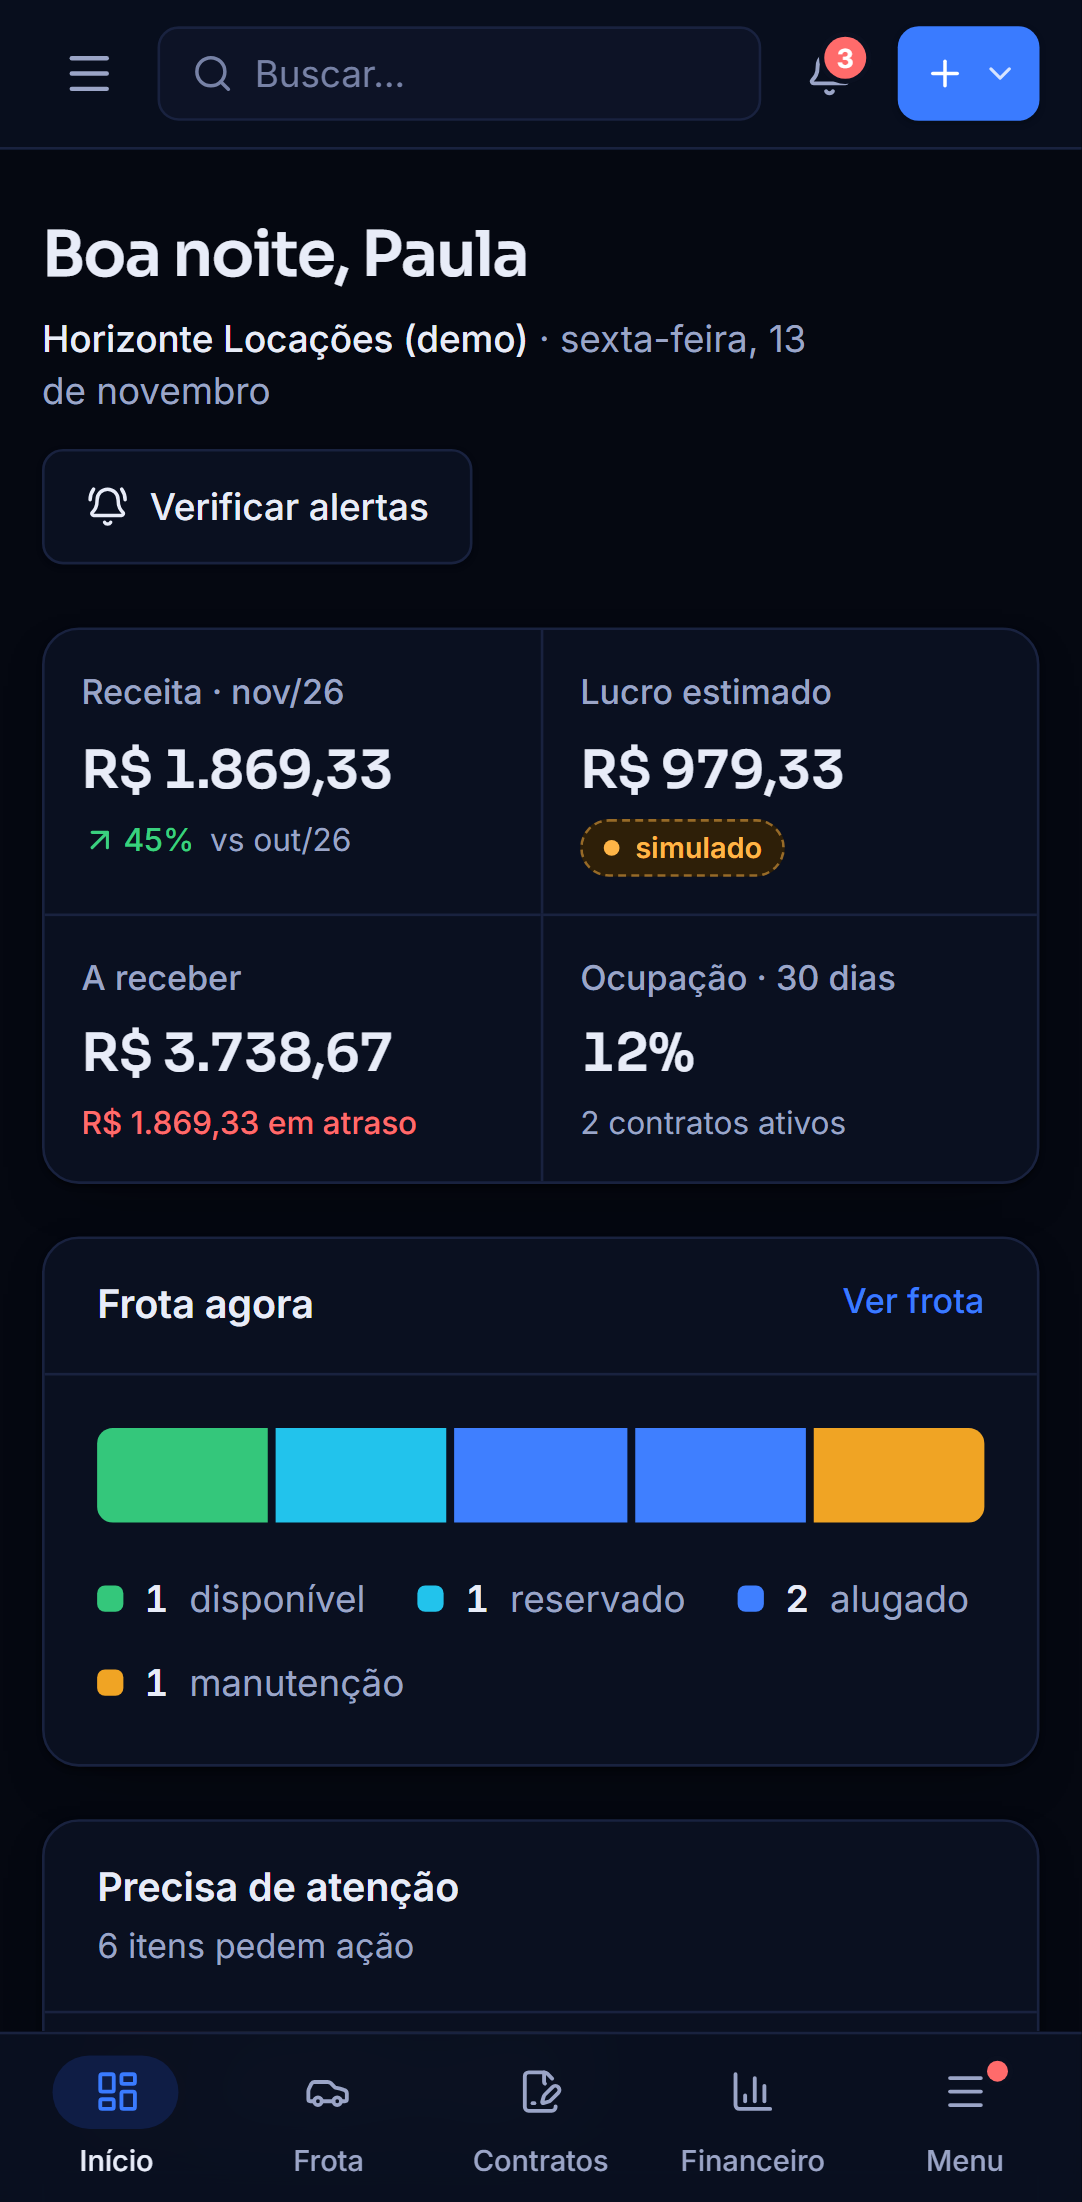 Buscar...
3
Boa noite, Paula
Horizonte Locações (demo) · sexta-feira, 13
de novembro
Verificar alertas
Receita · nov/26
R$ 1.869,33
45% vs out/26
Lucro estimado
R$ 979,33
simulado
A receber
R$ 3.738,67
R$ 1.869,33 em atraso
Ocupação · 30 dias
12%
2 contratos ativos
Frota agora
Ver frota
1 disponível
1 reservado
2 alugado
1 manutenção
Precisa de atenção
6 itens pedem ação
Início
Frota
Contratos
Financeiro
Menu